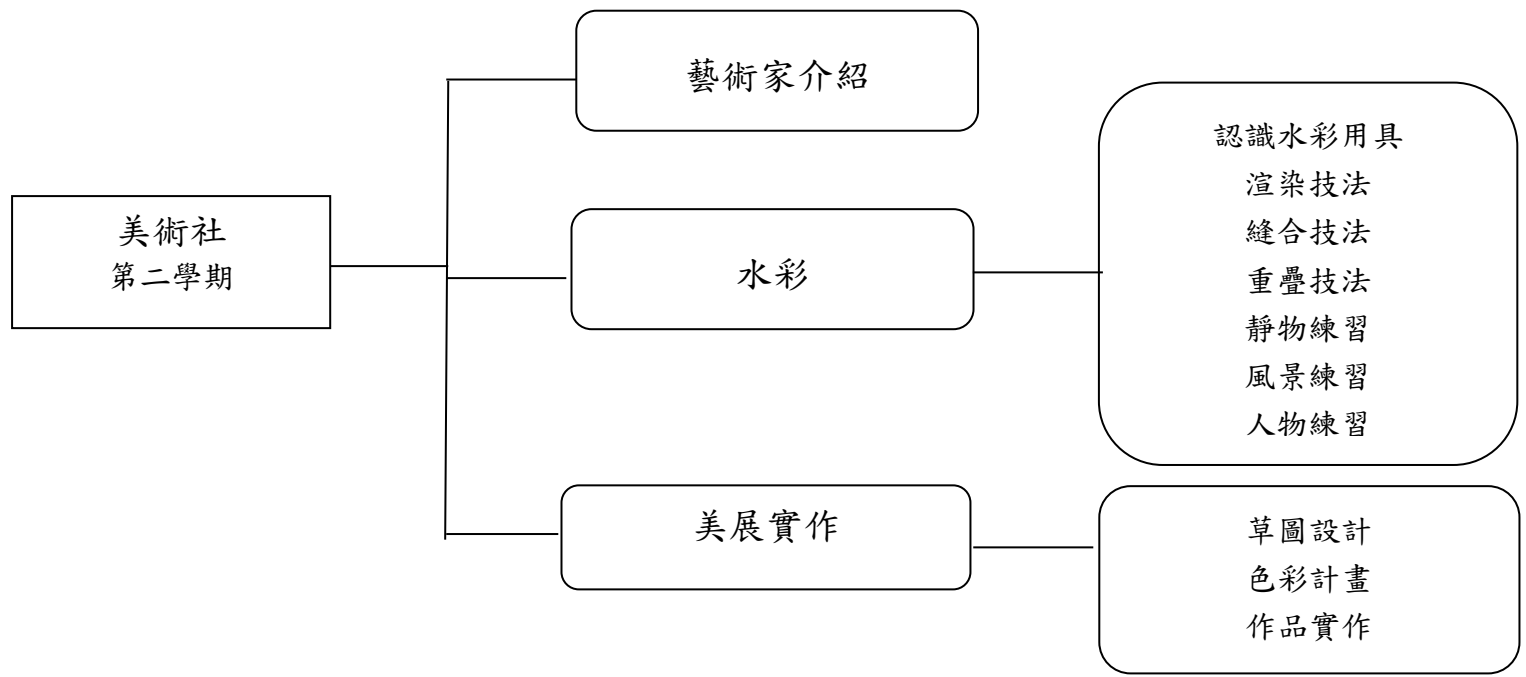 美術社
第二學期
藝術家介紹
水彩
認識水彩用具
渲染技法
縫合技法
重疊技法
靜物練習
風景練習
人物練習
美展實作
草圖設計
色彩計畫
作品實作